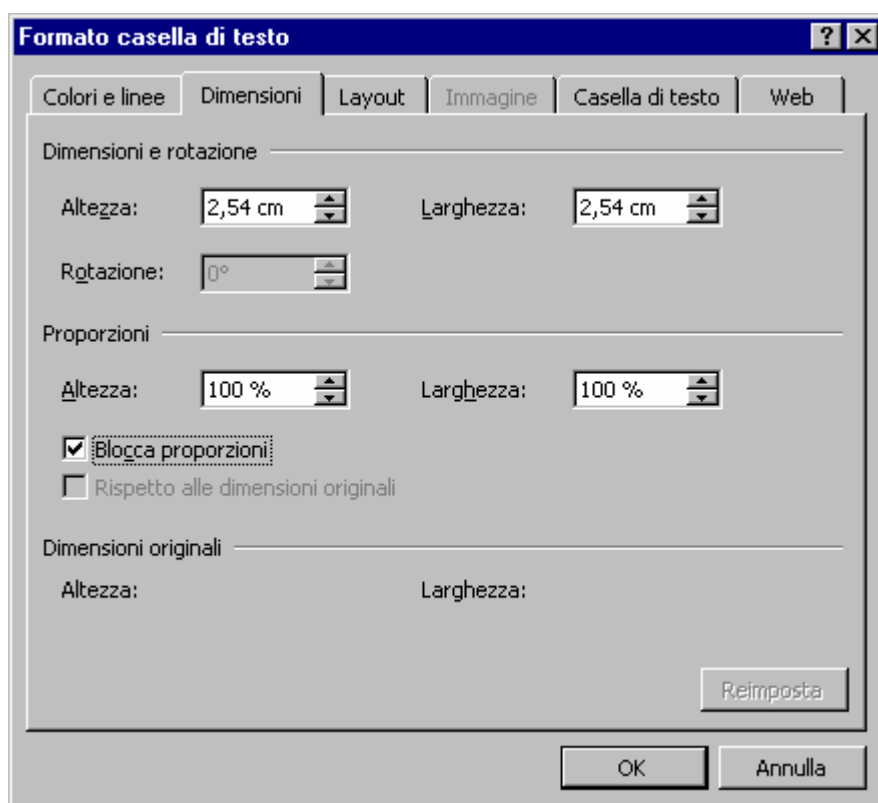 Formato casella di testo
Colori e linee Dimensioni Layout Immagine Casella di testo Web
Dimensioni e rotazione
Altezza: 2,54 cm Larghezza: 2,54 cm
Rotazione: 0°
Proporzioni
Altezza: 100 % Larghezza: 100 %
Blocca proporzioni
Rispetto alle dimensioni originali
Dimensioni originali
Altezza: Larghezza:
Reimposta
OK Annulla